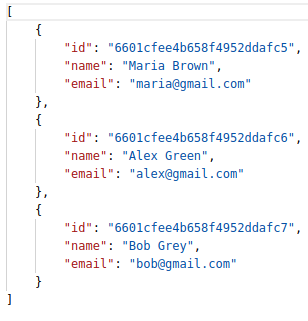 [
    {
        "id": "6601cfee4b658f4952ddafc5",
        "name": "Maria Brown",
        "email": "maria@gmail.com"
    },
    {
        "id": "6601cfee4b658f4952ddafc6",
        "name": "Alex Green",
        "email": "alex@gmail.com"
    },
    {
        "id": "6601cfee4b658f4952ddafc7",
        "name": "Bob Grey",
        "email": "bob@gmail.com"
    }
]